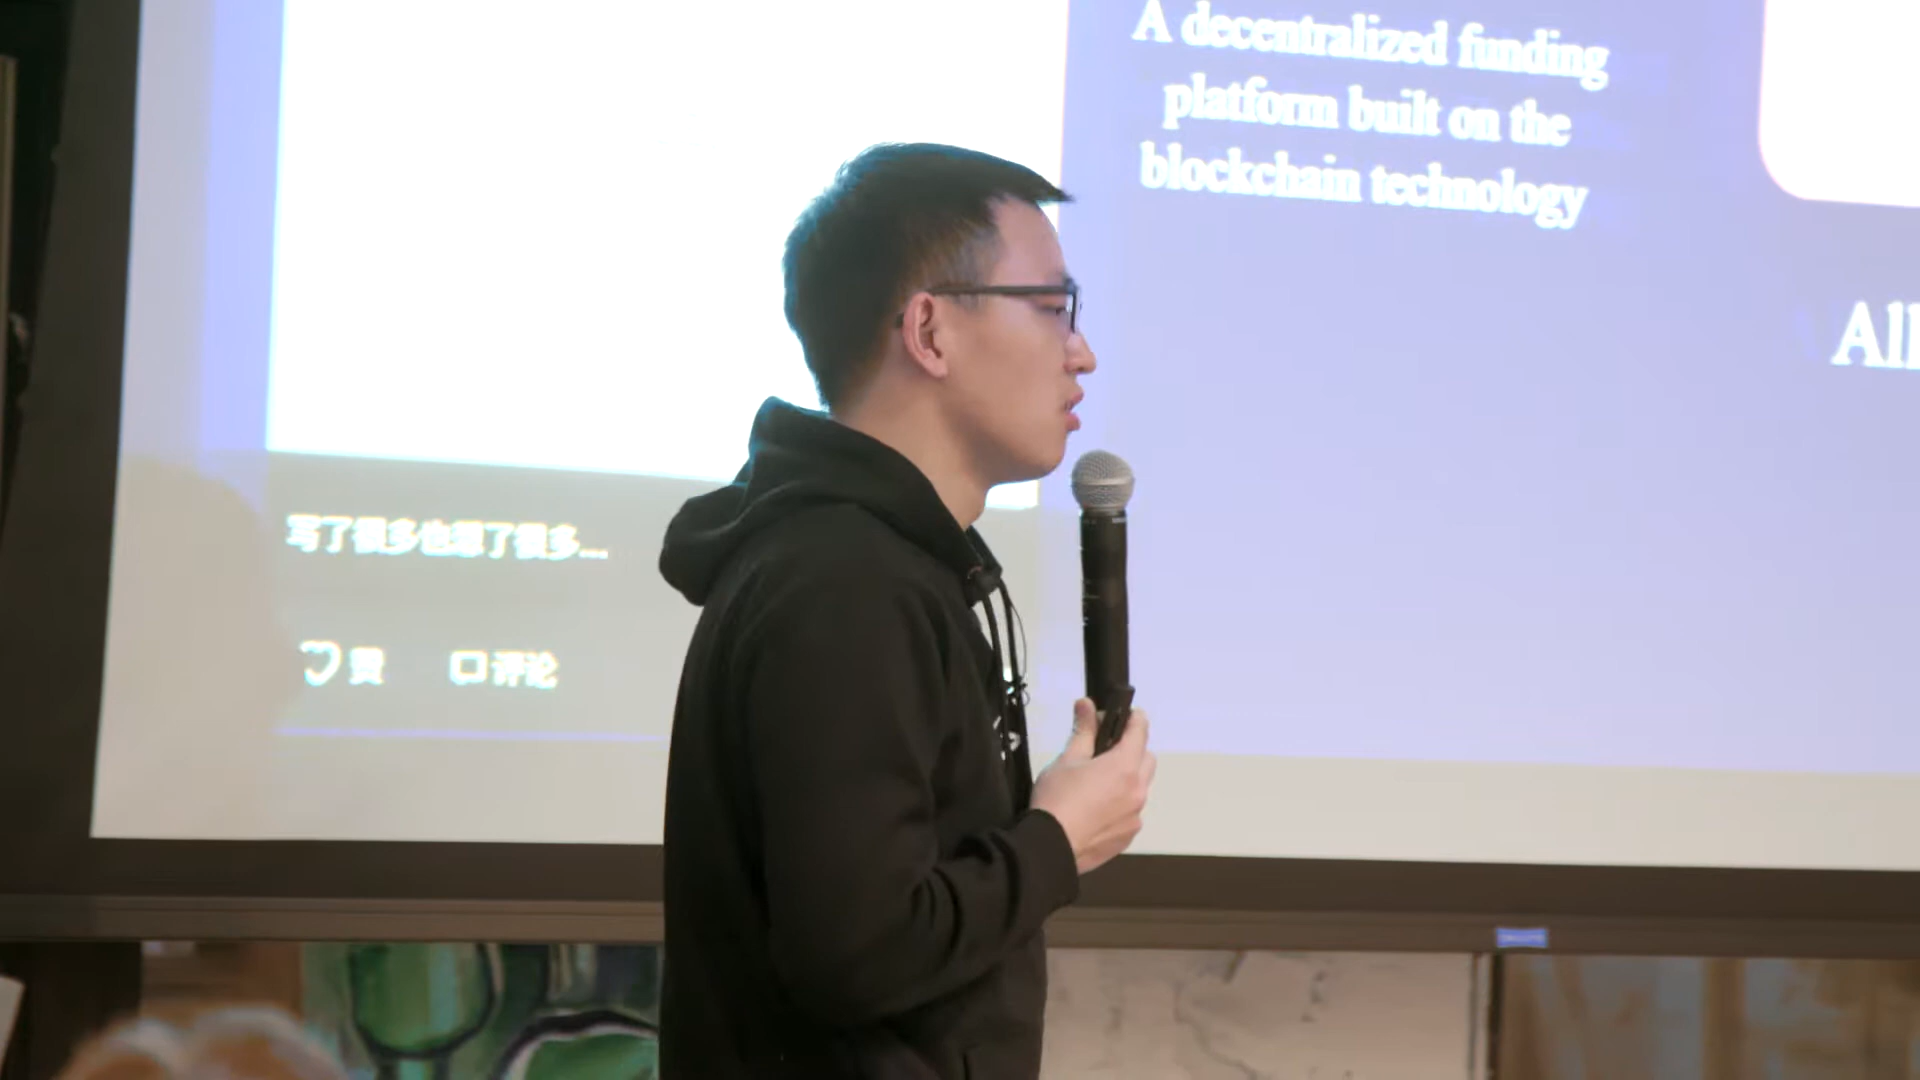 A decentralized funding
platform built on the
blockchain technology
All
写了很多也想了很多...
赞 评论